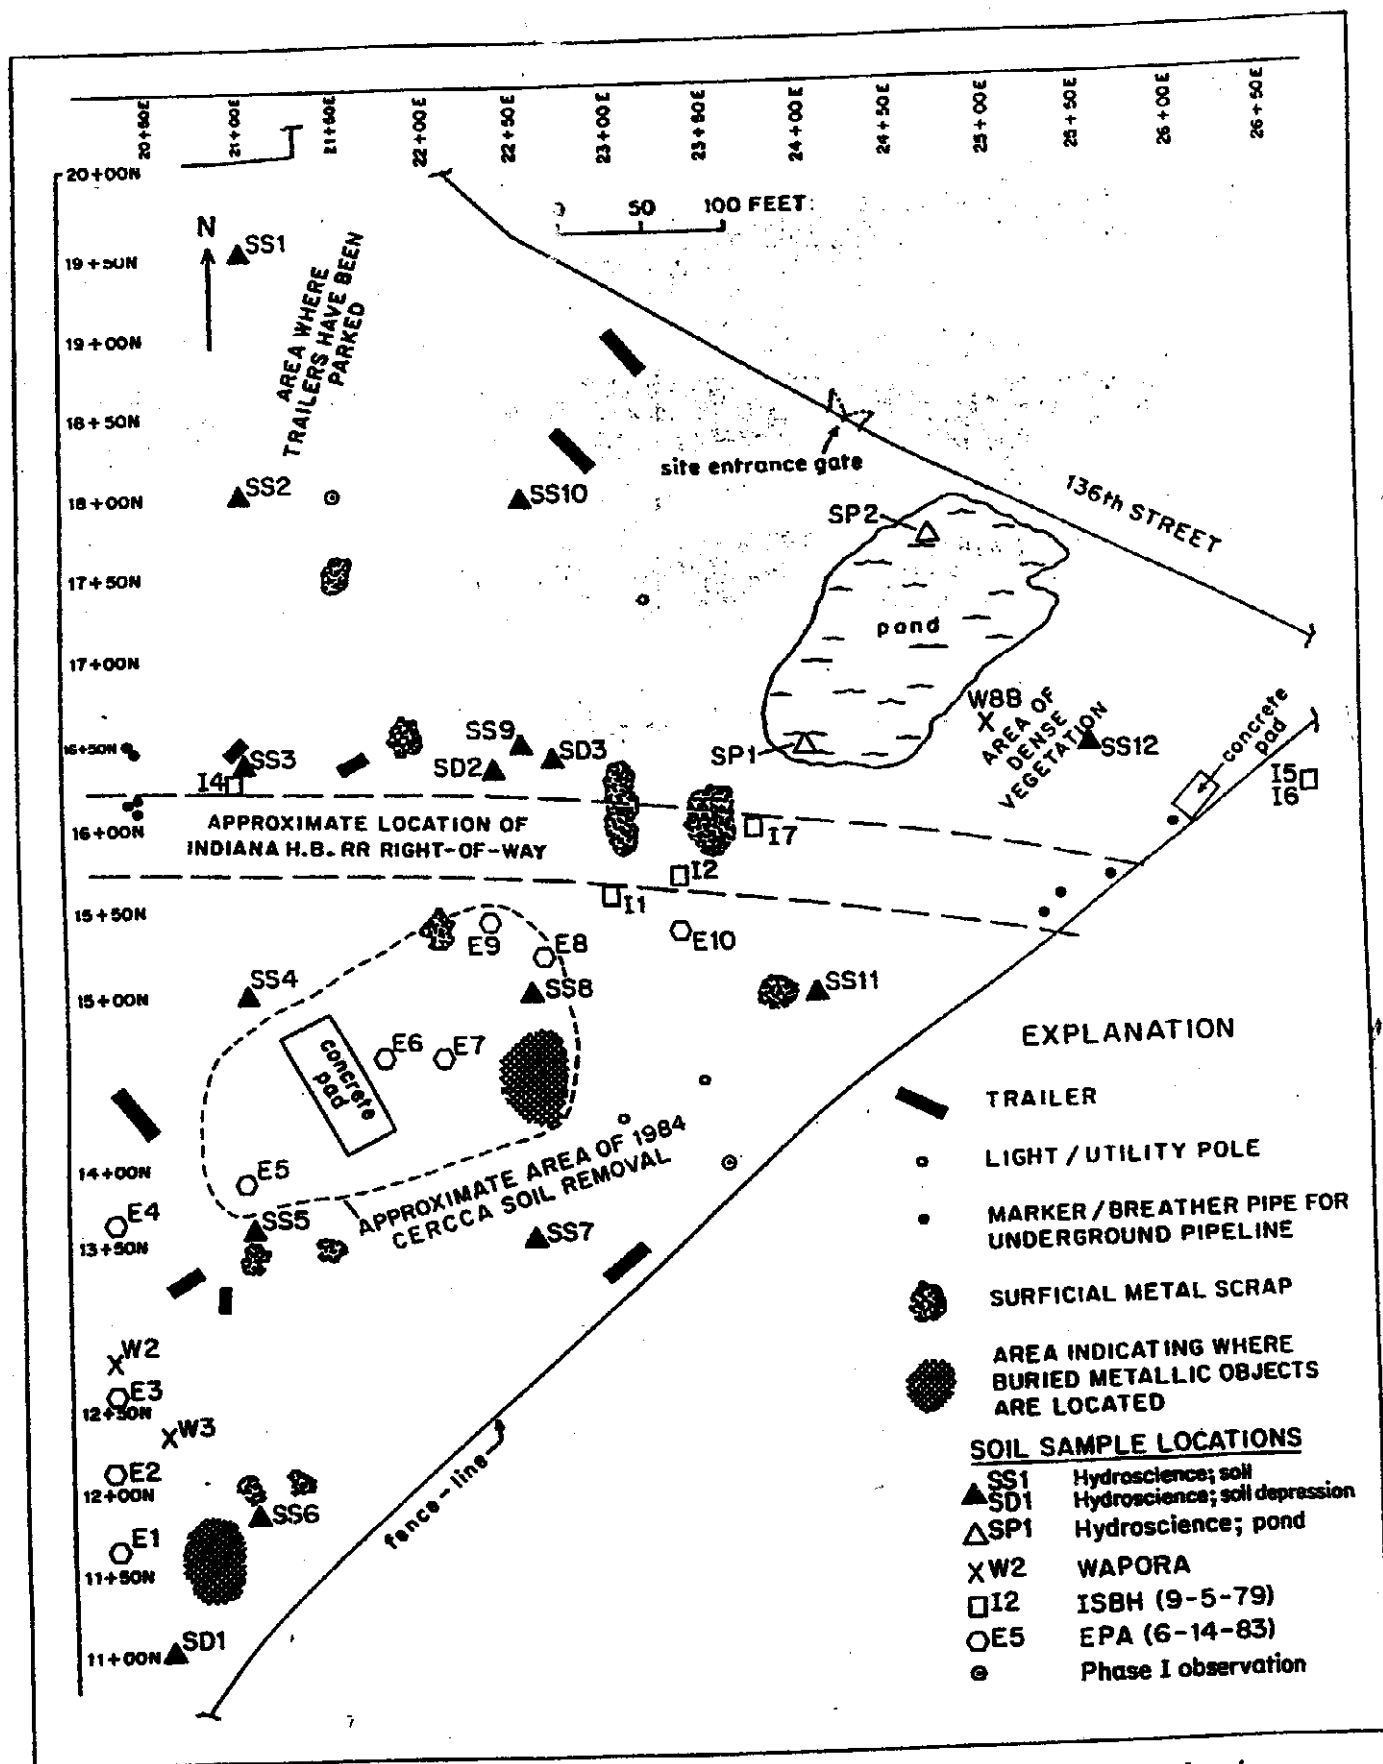 20+50E
21+00E
21+50E
22+00E
22+50E
23+00E
23+50E
24+00E
24+50E
25+00E
25+50E
26+00E
26+50E
20+00N
19+50N
19+00N
18+50N
18+00N
17+50N
17+00N
16+50N
16+00N
15+50N
15+00N
14+00N
13+50N
12+50N
12+00N
11+50N
11+00N
N
0 50 100 FEET
SS1
AREA WHERE
TRAILERS HAVE BEEN
PARKED
site entrance gate
136th STREET
SS2
SS10
SP2
pond
SP1
W88
AREA OF
DENSE
VEGETATION
SS12
concrete
pad
I5
I6
SS9
SD3
SD2
SS3
I4
APPROXIMATE LOCATION OF
INDIANA H.B. RR RIGHT-OF-WAY
I7
I2
I1
E10
E9
E8
SS4
SS8
SS11
E6
E7
concrete
pad
E5
E4
SS5
APPROXIMATE AREA OF 1984
CERCCA SOIL REMOVAL
SS7
W2
E3
W3
E2
SS6
E1
SD1
fence-line
EXPLANATION
TRAILER
LIGHT / UTILITY POLE
MARKER/BREATHER PIPE FOR
UNDERGROUND PIPELINE
SURFICIAL METAL SCRAP
AREA INDICATING WHERE
BURIED METALLIC OBJECTS
ARE LOCATED
SOIL SAMPLE LOCATIONS
SS1 Hydroscience; soil
SD1 Hydroscience; soil depression
SP1 Hydroscience; pond
W2 WAPORA
I2 ISBH (9-5-79)
E5 EPA (6-14-83)
Phase I observation